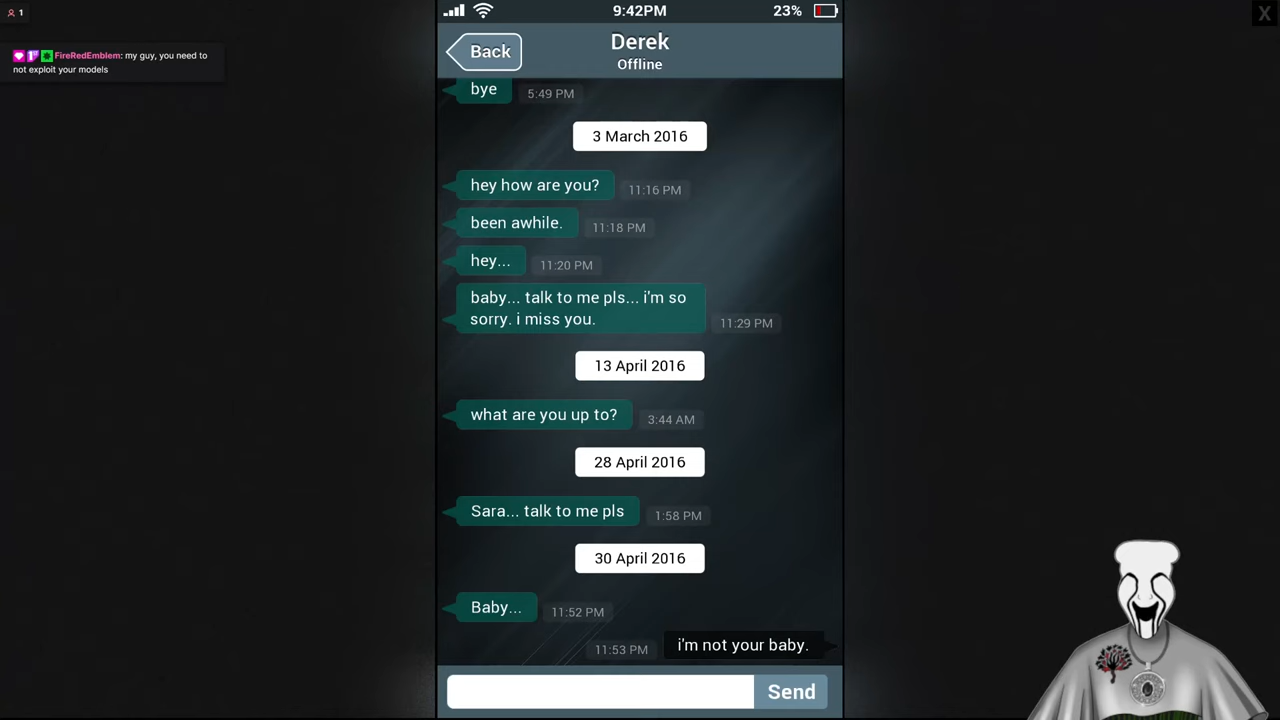 1
X
FireRedEmblem: my guy, you need to
not exploit your models
9:42PM
23%
Back
Derek
Offline
bye
5:49 PM
3 March 2016
hey how are you?
11:16 PM
been awhile.
11:18 PM
hey...
11:20 PM
baby... talk to me pls... i'm so
sorry. i miss you.
11:29 PM
13 April 2016
what are you up to?
3:44 AM
28 April 2016
Sara... talk to me pls
1:58 PM
30 April 2016
Baby...
11:52 PM
11:53 PM
i'm not your baby.
Send